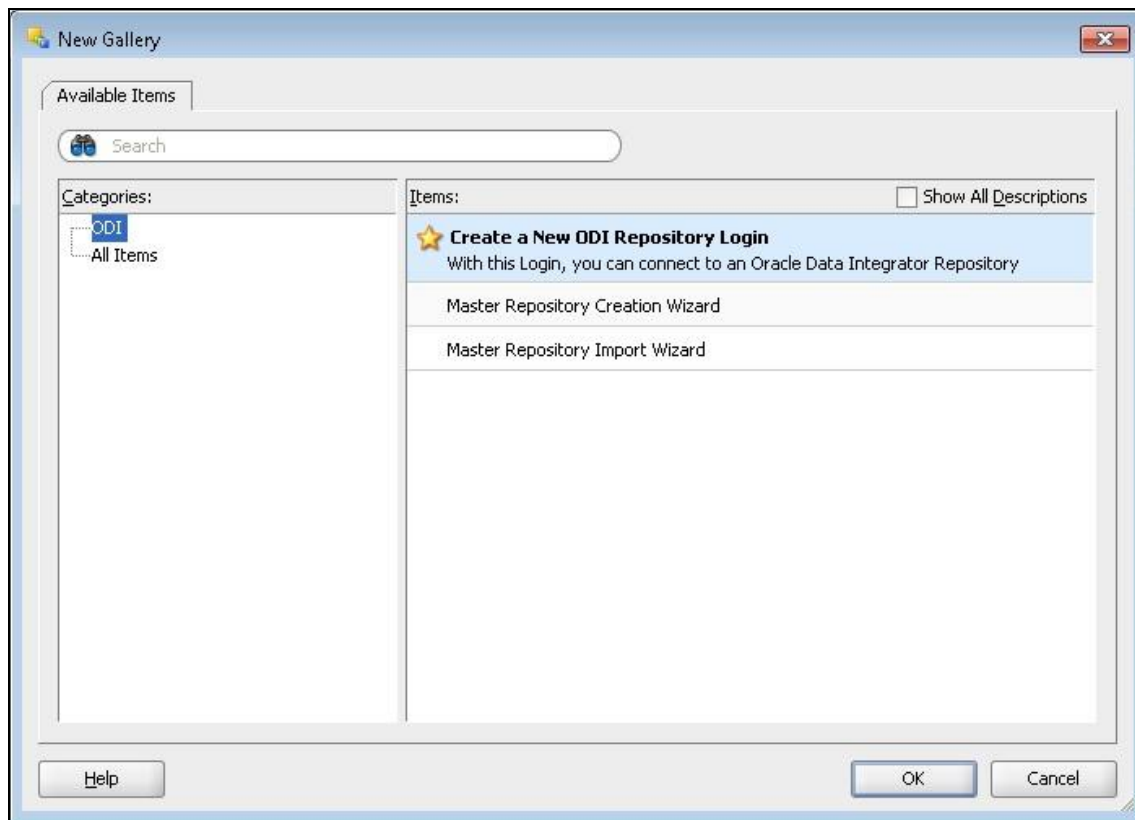 New Gallery
Available Items
Search
Categories:
ODI
All Items
Items:
Show All Descriptions
Create a New ODI Repository Login
With this Login, you can connect to an Oracle Data Integrator Repository
Master Repository Creation Wizard
Master Repository Import Wizard
Help
OK
Cancel